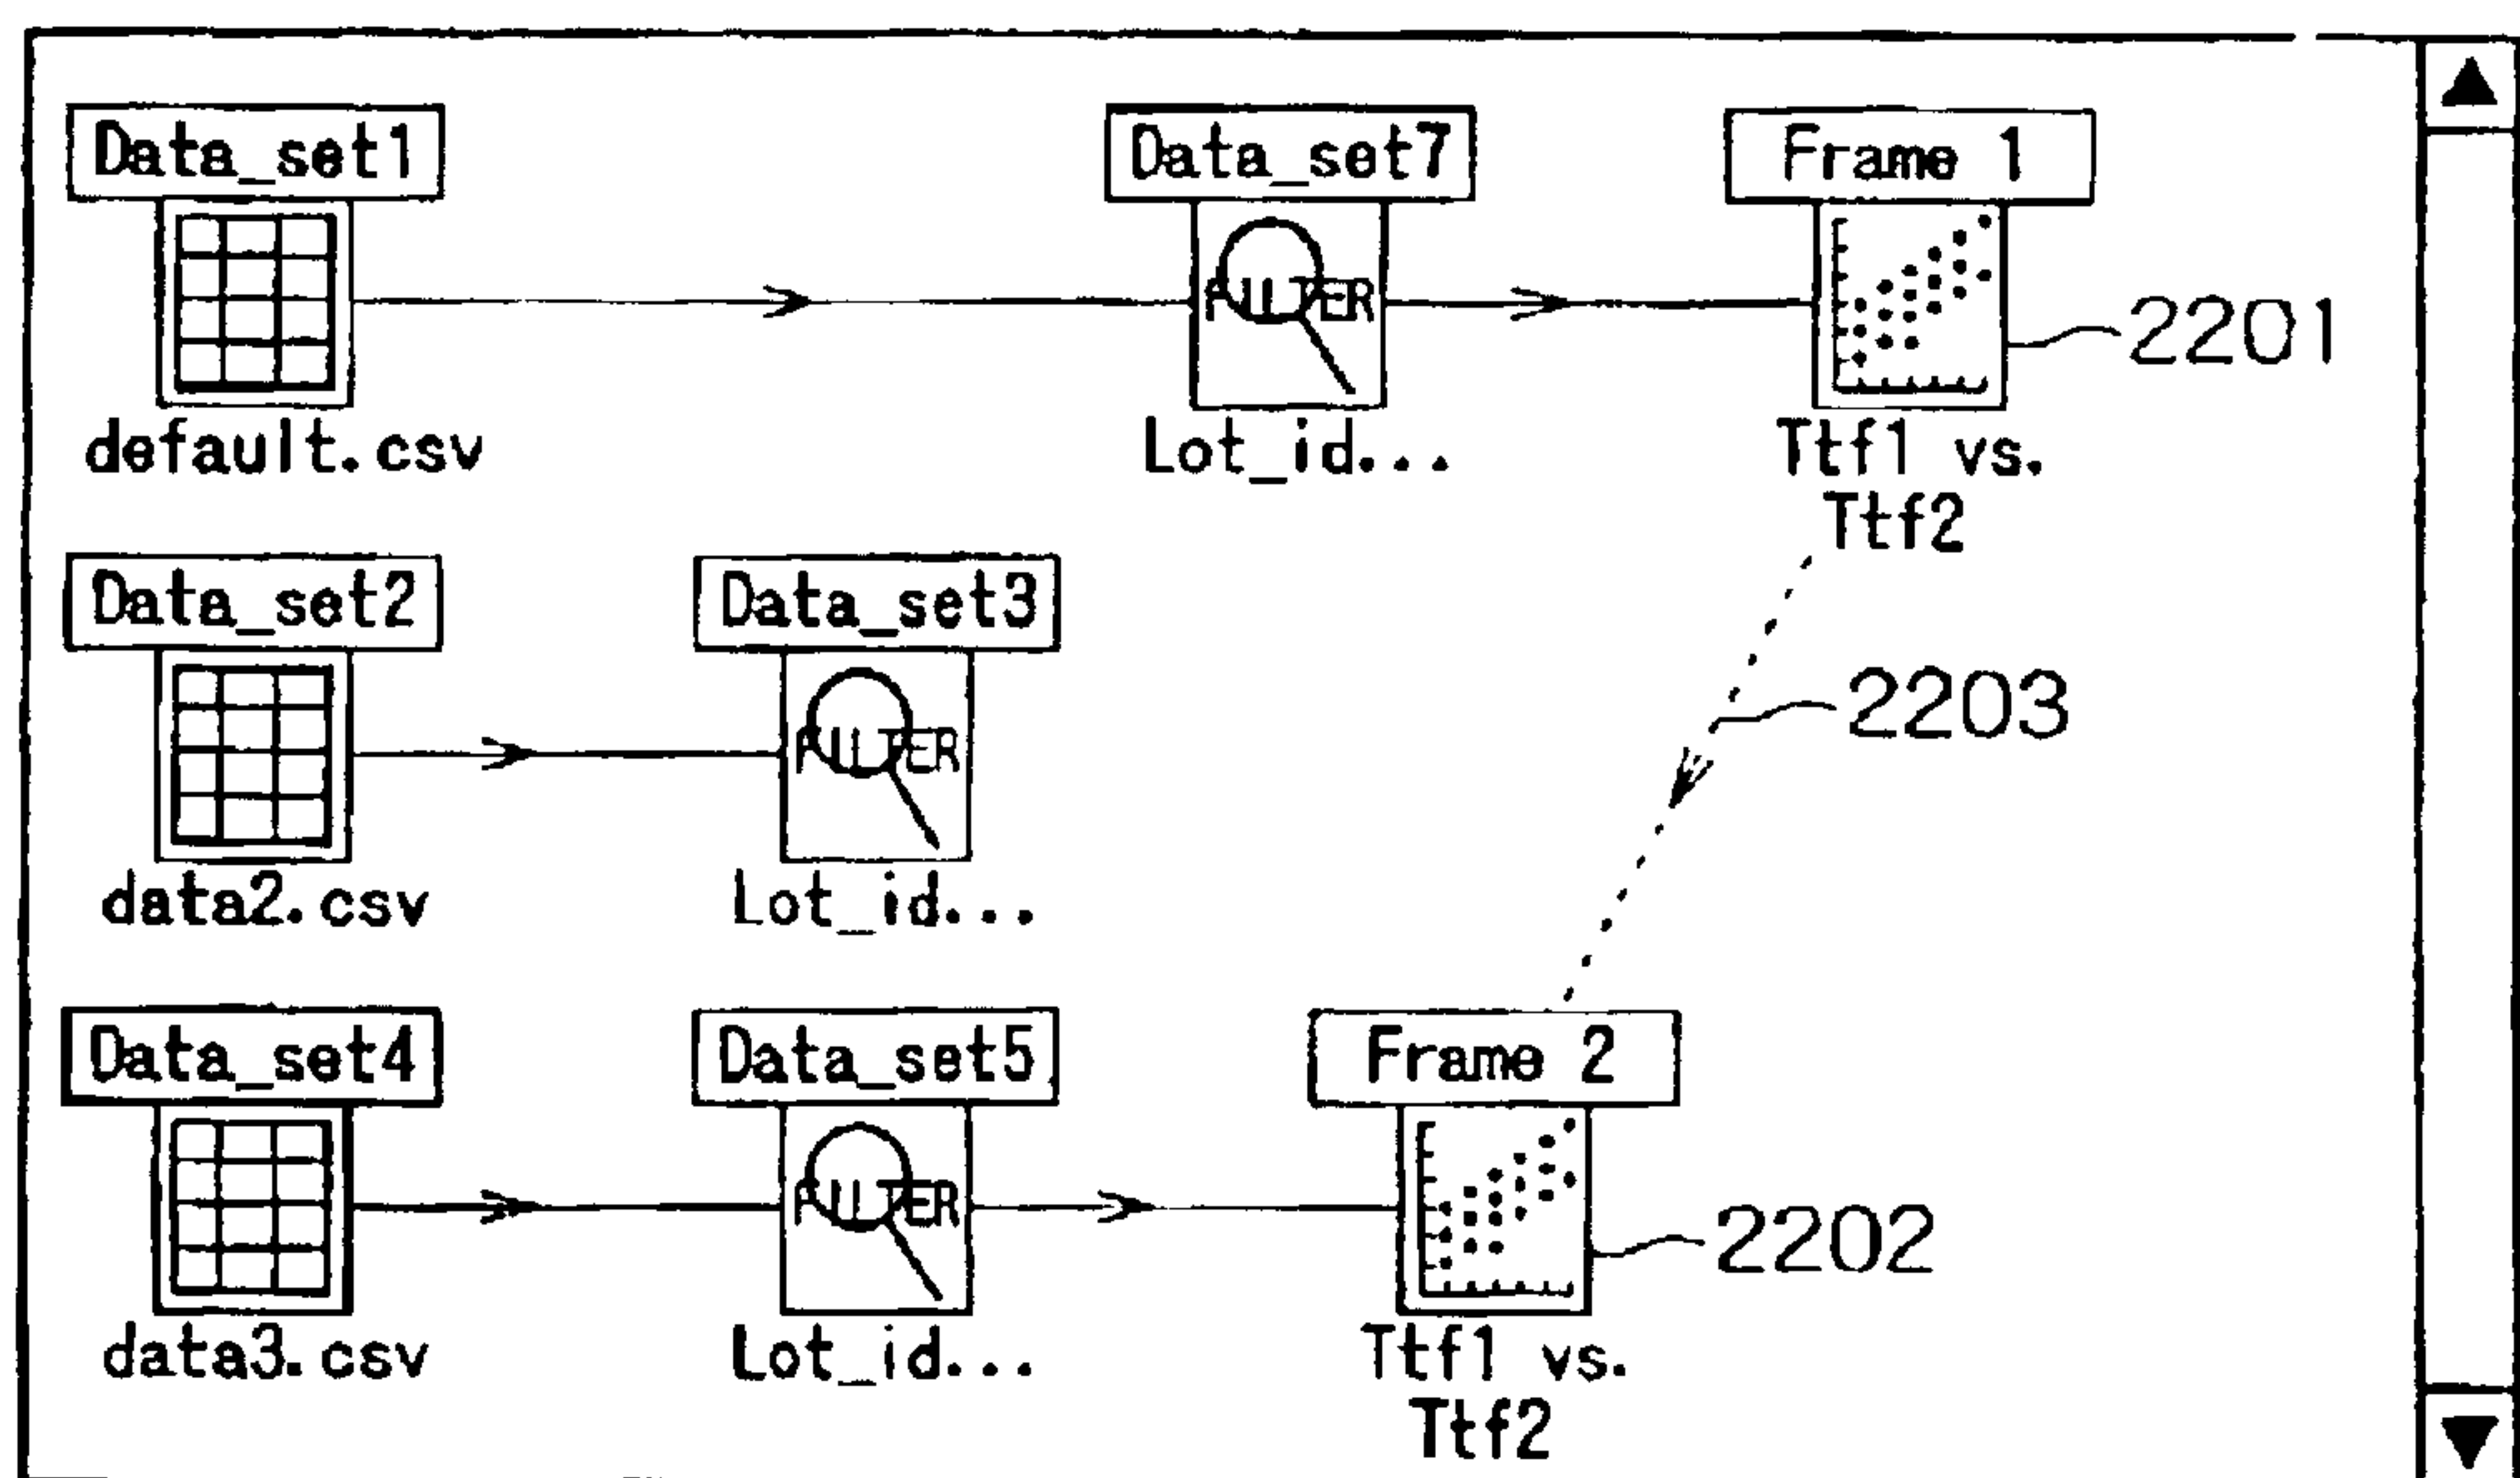 Data_set1 Data_set7 Frame 1
FILTER
2201
default.csv Lot_id... Ttf1 vs.
Ttf2
Data_set2 Data_set3
2203
FILTER
data2.csv Lot_id...
Data_set4 Data_set5 Frame 2
FILTER
2202
data3.csv Lot_id... Ttf1 vs.
Ttf2